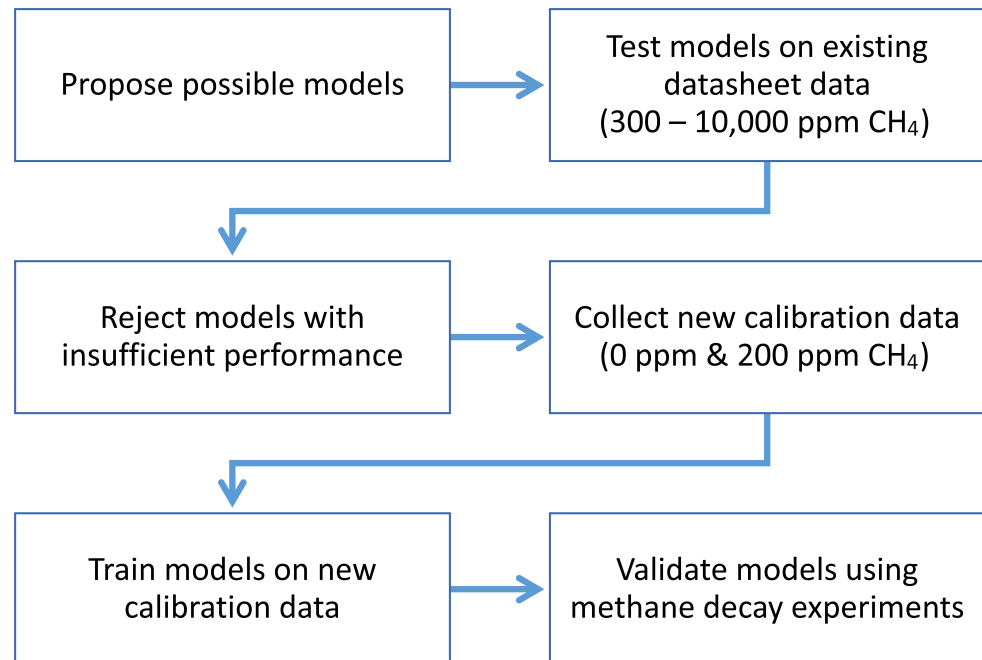 Propose possible models
Test models on existing
datasheet data
(300 – 10,000 ppm CH₄)
Reject models with
insufficient performance
Collect new calibration data
(0 ppm & 200 ppm CH₄)
Train models on new
calibration data
Validate models using
methane decay experiments